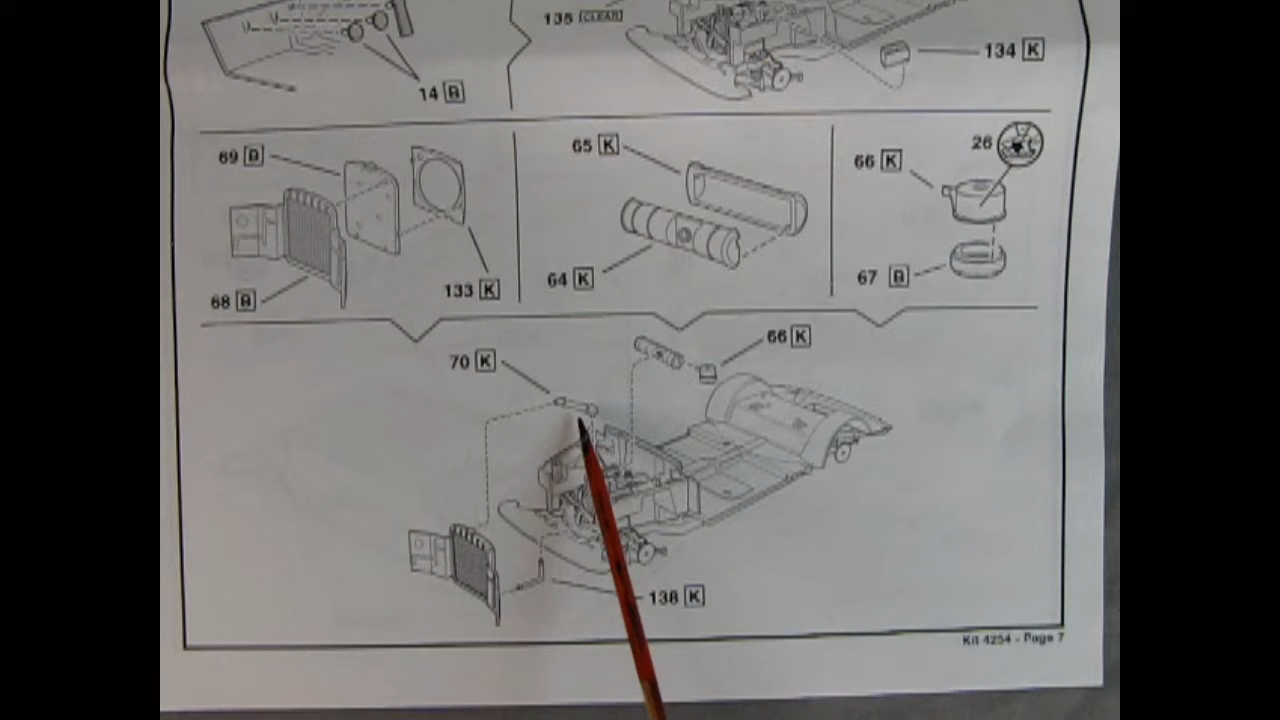 135 CLEAR
134 K
14 B
69 B
65 K
26
66 K
64 K
67 B
68 B
133 K
66 K
70 K
138 K
Kit 4254 - Page 7